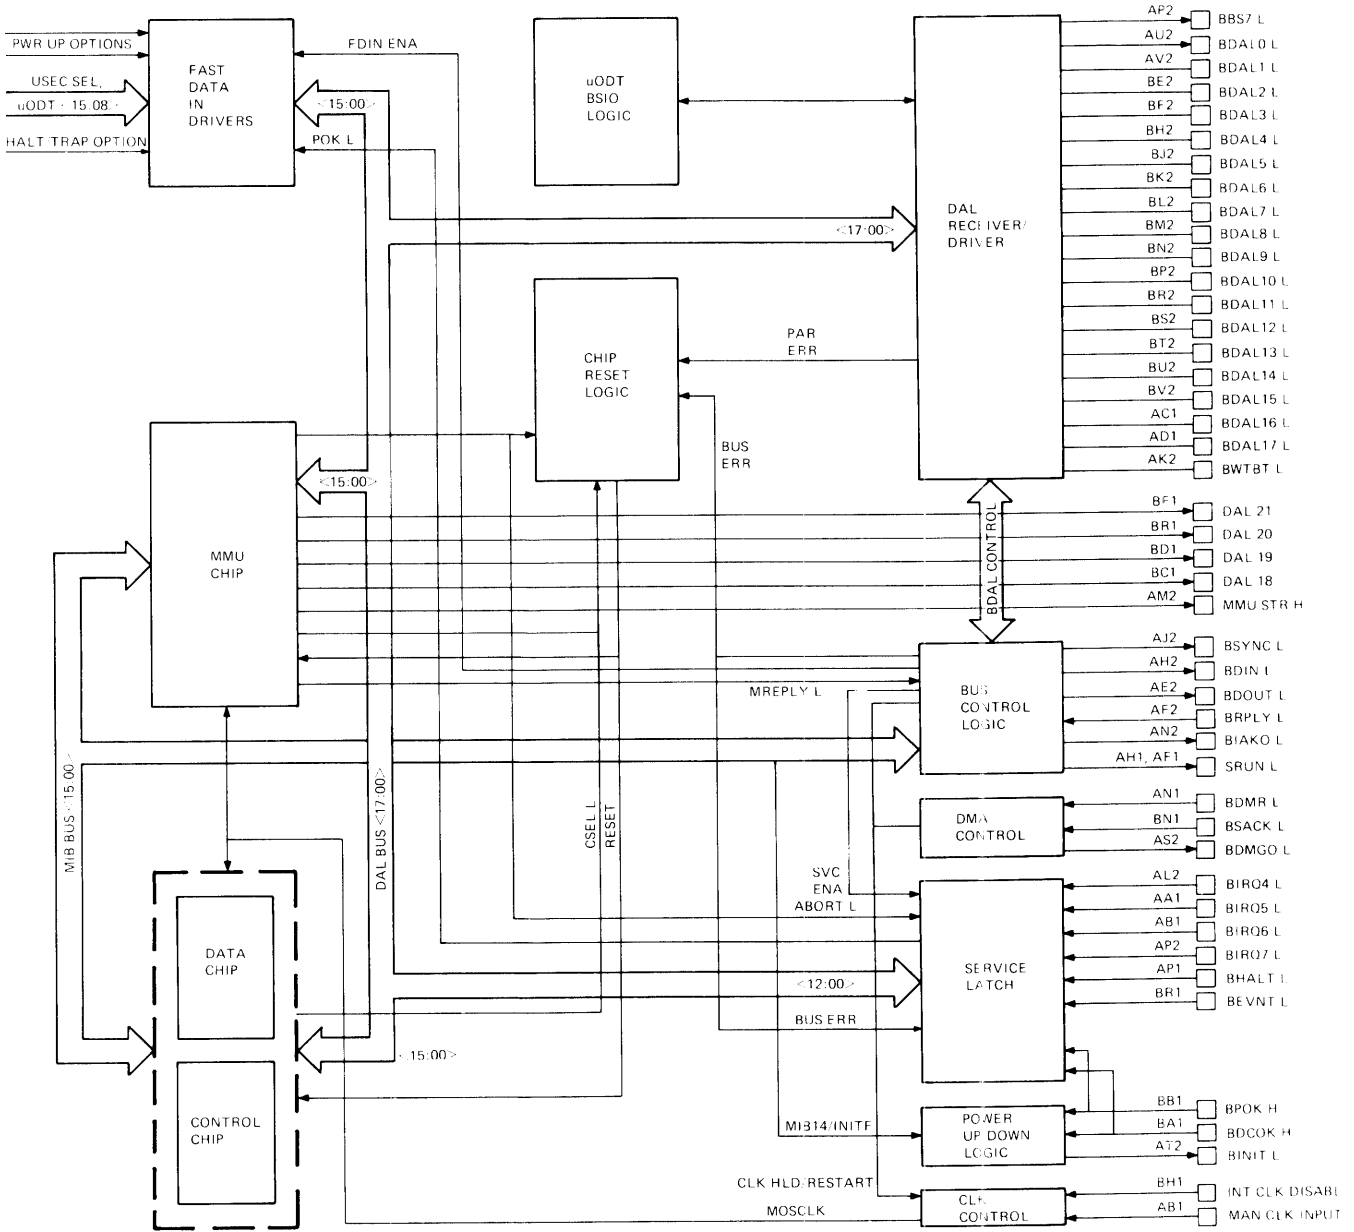 PWR UP OPTIONS
USEC SEL,
uODT <15:08>
HALT/TRAP OPTION
FAST
DATA
IN
DRIVERS
FDIN ENA
<15:00>
POK L
uODT
BSIO
LOGIC
DAL
RECEIVER/
DRIVER
<17:00>
CHIP
RESET
LOGIC
PAR
ERR
BUS
ERR
MMU
CHIP
<15:00>
BDAL CONTROL
MREPLY L
BUS
CONTROL
LOGIC
MIB BUS <15:00>
DAL BUS <17:00>
CSEL L
RESET
DMA
CONTROL
SVC
ENA
ABORT L
DATA
CHIP
CONTROL
CHIP
SERVICE
LATCH
<12:00>
BUS ERR
<15:00>
MIB14/INITF
POWER
UP DOWN
LOGIC
CLK HLD/RESTART
MOSCLK
CLK
CONTROL
AP2 BBS7 L
AU2 BDAL0 L
AV2 BDAL1 L
BE2 BDAL2 L
BF2 BDAL3 L
BH2 BDAL4 L
BJ2 BDAL5 L
BK2 BDAL6 L
BL2 BDAL7 L
BM2 BDAL8 L
BN2 BDAL9 L
BP2 BDAL10 L
BR2 BDAL11 L
BS2 BDAL12 L
BT2 BDAL13 L
BU2 BDAL14 L
BV2 BDAL15 L
AC1 BDAL16 L
AD1 BDAL17 L
AK2 BWTBT L
BF1 DAL 21
BR1 DAL 20
BD1 DAL 19
BC1 DAL 18
AM2 MMU STR H
AJ2 BSYNC L
AH2 BDIN L
AE2 BDOUT L
AF2 BRPLY L
AN2 BIAKO L
AH1, AF1 SRUN L
AN1 BDMR L
BN1 BSACK L
AS2 BDMGO L
AL2 BIRQ4 L
AA1 BIRQ5 L
AB1 BIRQ6 L
AP2 BIRQ7 L
AP1 BHALT L
BR1 BEVNT L
BB1 BPOK H
BA1 BDCOK H
AT2 BINIT L
BH1 INT CLK DISABL
AB1 MAN CLK INPUT